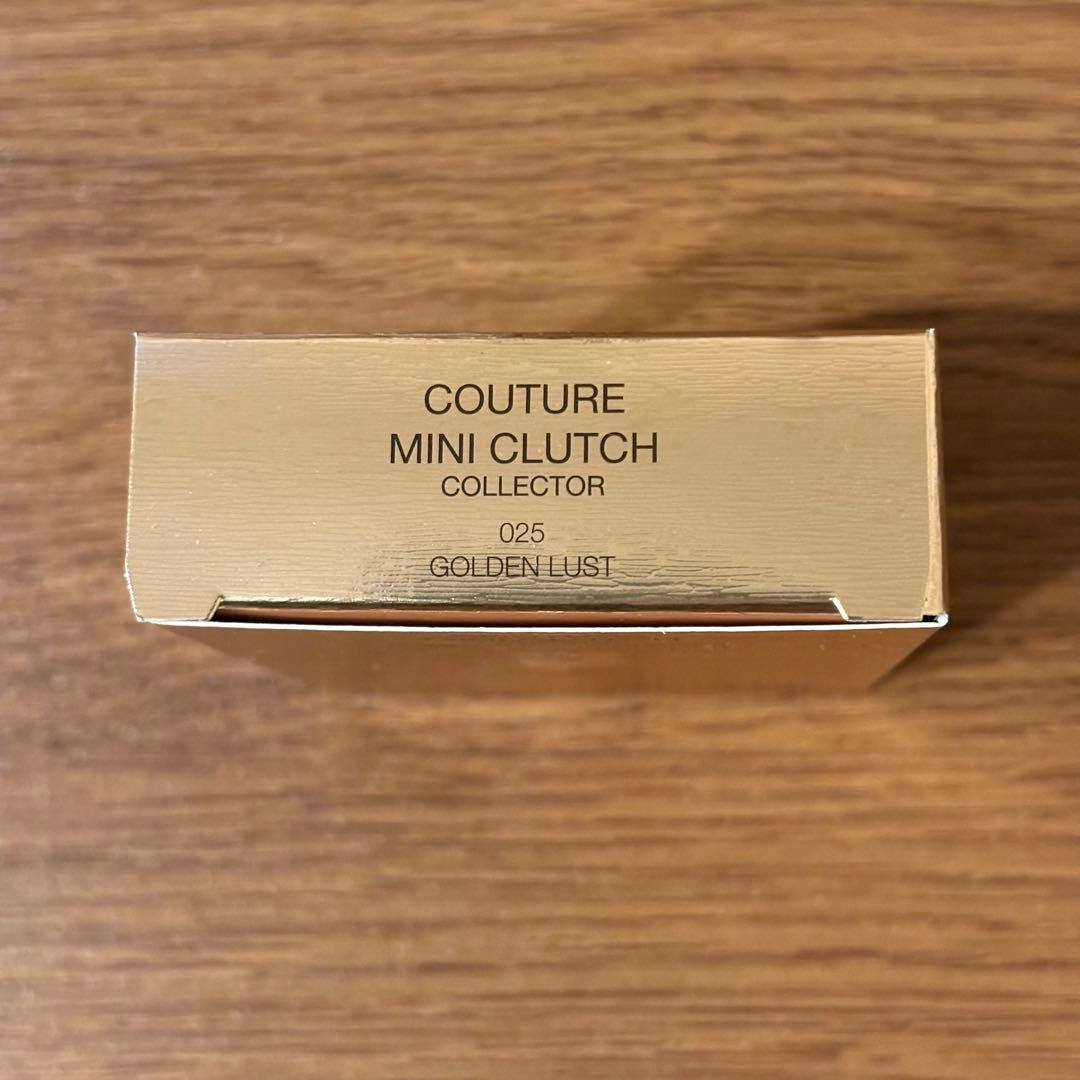 COUTURE
MINI CLUTCH
COLLECTOR
025
GOLDEN LUST